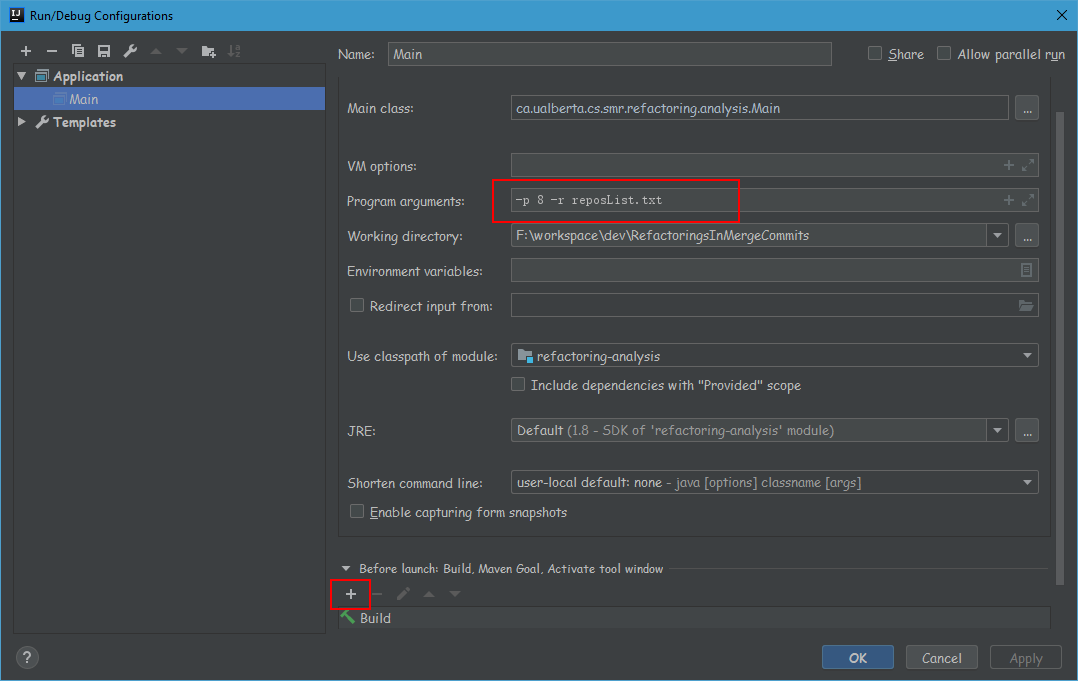 Run/Debug Configurations
Name: Main Share Allow parallel run
Application
Main
Templates
Main class: ca.ualberta.cs.smr.refactoring.analysis.Main ...
VM options:
Program arguments: -p 8 -r reposList.txt
Working directory: F:\workspace\dev\RefactoringsInMergeCommits ...
Environment variables:
Redirect input from:
Use classpath of module: refactoring-analysis
Include dependencies with "Provided" scope
JRE: Default (1.8 - SDK of 'refactoring-analysis' module) ...
Shorten command line: user-local default: none - java [options] classname [args]
Enable capturing form snapshots
Before launch: Build, Maven Goal, Activate tool window
Build
? OK Cancel Apply